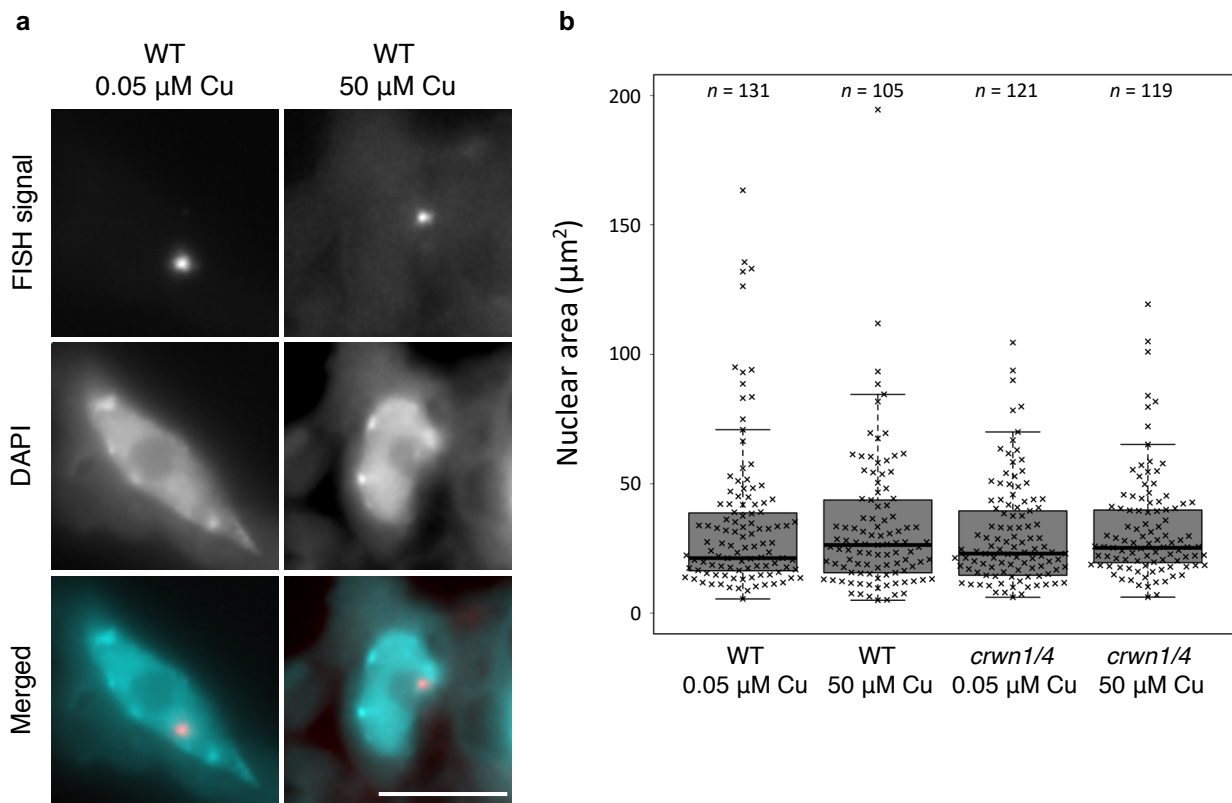 a
WT
0.05 µM Cu
WT
50 µM Cu
FISH signal
DAPI
Merged
b
Nuclear area (µm²)
200
150
100
50
0
n = 131
n = 105
n = 121
n = 119
WT
0.05 µM Cu
WT
50 µM Cu
crwn1/4
0.05 µM Cu
crwn1/4
50 µM Cu